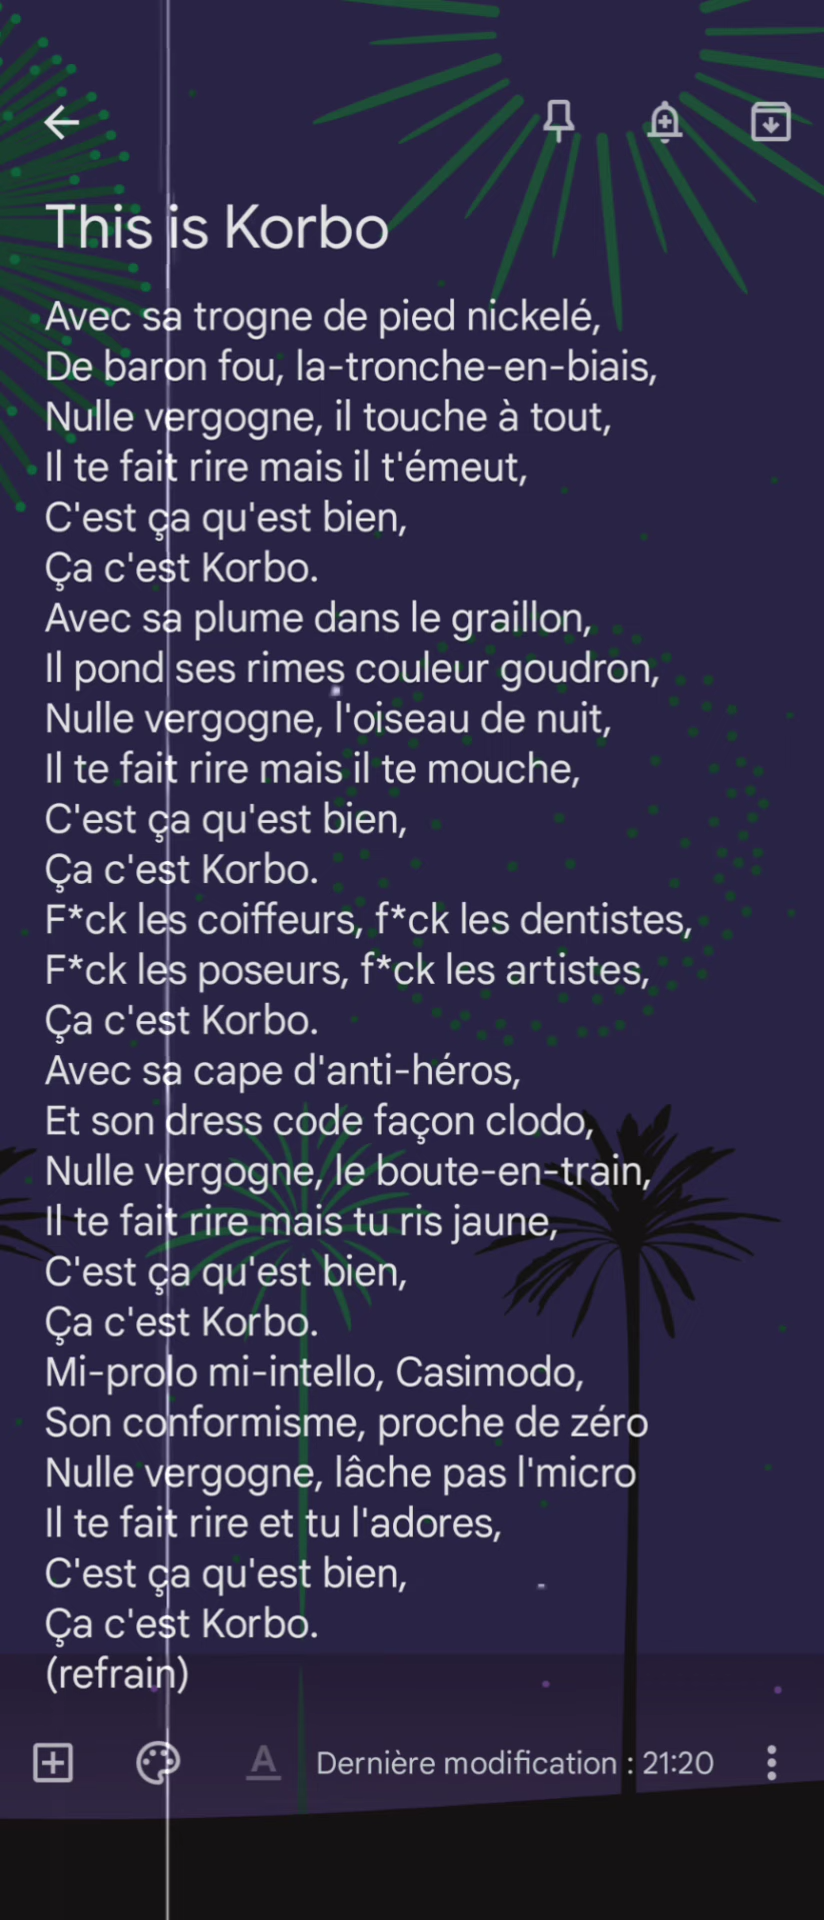 This is Korbo
Avec sa trogne de pied nickelé,
De baron fou, la-tronche-en-biais,
Nulle vergogne, il touche à tout,
Il te fait rire mais il t'émeut,
C'est ça qu'est bien,
Ça c'est Korbo.
Avec sa plume dans le graillon,
Il pond ses rimes couleur goudron,
Nulle vergogne, l'oiseau de nuit,
Il te fait rire mais il te mouche,
C'est ça qu'est bien,
Ça c'est Korbo.
F*ck les coiffeurs, f*ck les dentistes,
F*ck les poseurs, f*ck les artistes,
Ça c'est Korbo.
Avec sa cape d'anti-héros,
Et son dress code façon clodo,
Nulle vergogne, le boute-en-train,
Il te fait rire mais tu ris jaune,
C'est ça qu'est bien,
Ça c'est Korbo.
Mi-prolo mi-intello, Casimodo,
Son conformisme, proche de zéro
Nulle vergogne, lâche pas l'micro
Il te fait rire et tu l'adores,
C'est ça qu'est bien,
Ça c'est Korbo.
(refrain)
A Dernière modification : 21:20